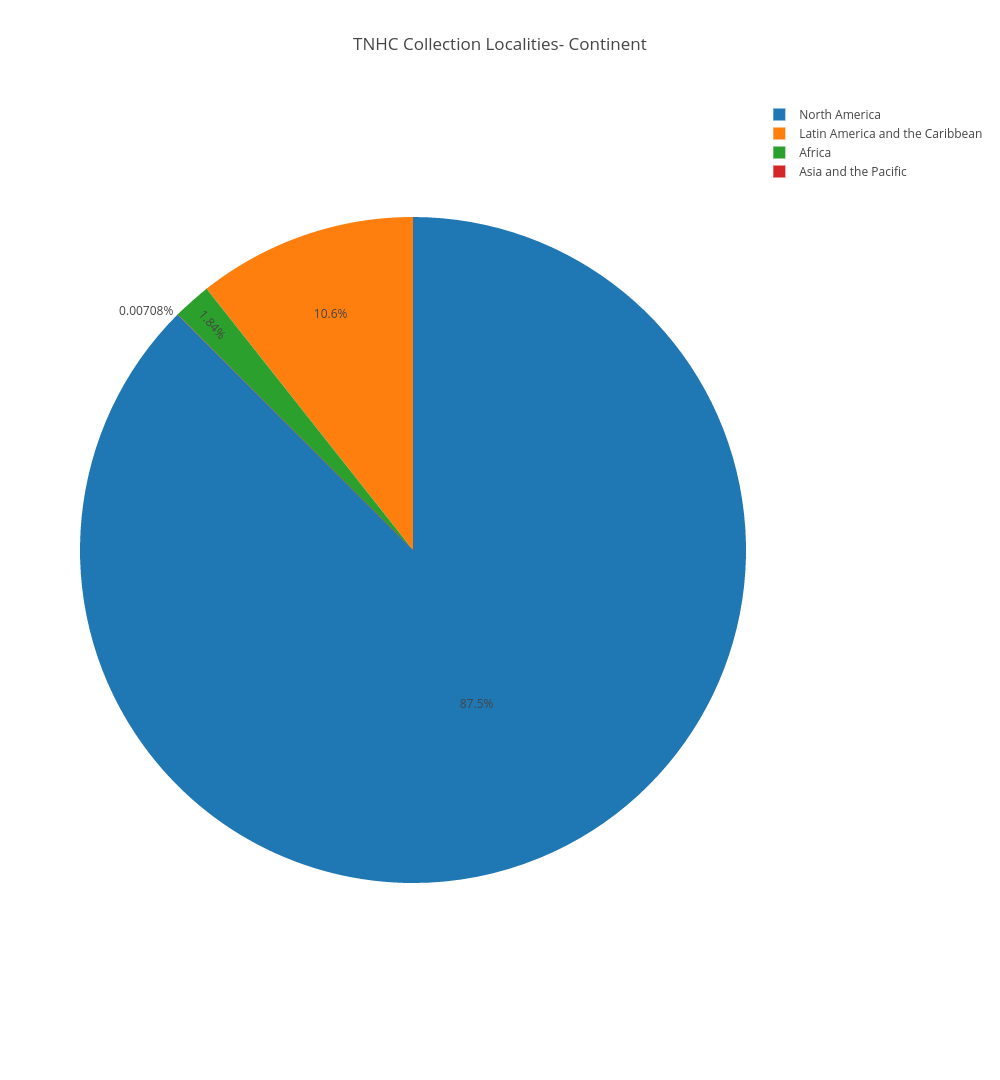 TNHC Collection Localities- Continent
North America
Latin America and the Caribbean
Africa
Asia and the Pacific
0.00708%
1.84%
10.6%
87.5%